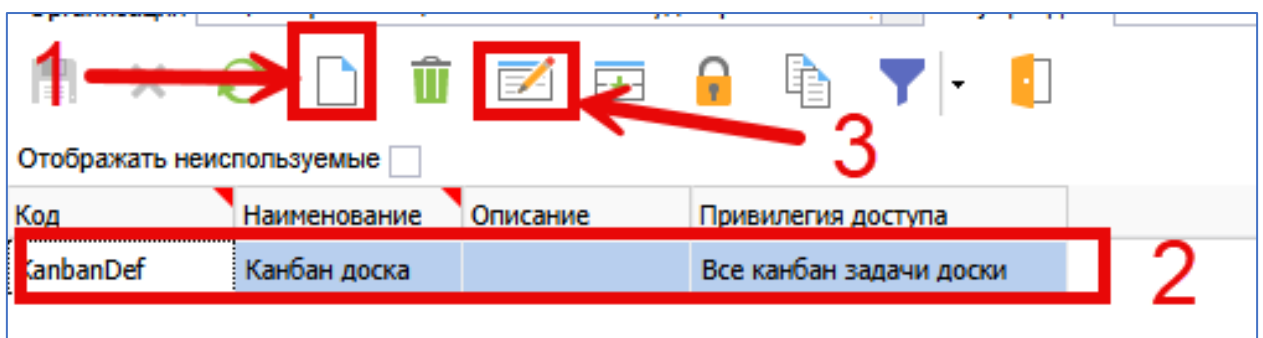 1
3
Отображать неиспользуемые
Код Наименование Описание Привилегия доступа
KanbanDef Канбан доска Все канбан задачи доски
2